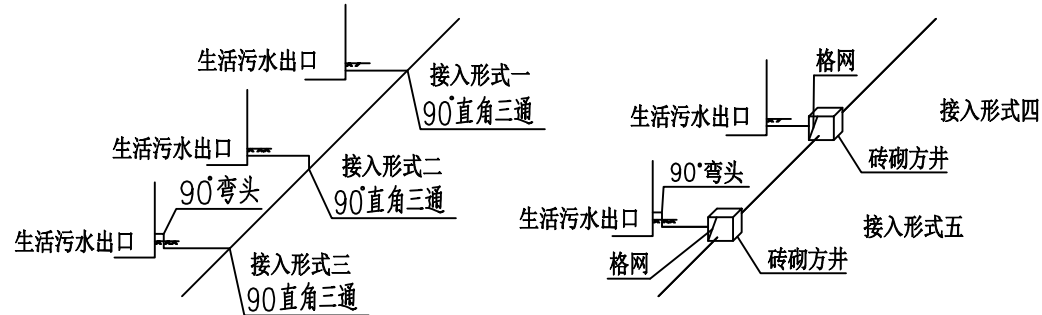 生活污水出口
接入形式一
90°直角三通
生活污水出口
接入形式二
90°直角三通
90°弯头
生活污水出口
接入形式三
90直角三通
格网
生活污水出口
接入形式四
砖砌方井
90°弯头
生活污水出口
接入形式五
格网
砖砌方井